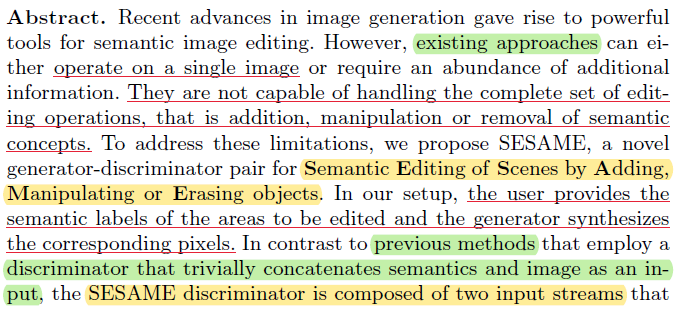 Abstract. Recent advances in image generation gave rise to powerful
tools for semantic image editing. However, existing approaches can ei-
ther operate on a single image or require an abundance of additional
information. They are not capable of handling the complete set of edit-
ing operations, that is addition, manipulation or removal of semantic
concepts. To address these limitations, we propose SESAME, a novel
generator-discriminator pair for Semantic Editing of Scenes by Adding,
Manipulating or Erasing objects. In our setup, the user provides the
semantic labels of the areas to be edited and the generator synthesizes
the corresponding pixels. In contrast to previous methods that employ a
discriminator that trivially concatenates semantics and image as an in-
put, the SESAME discriminator is composed of two input streams that